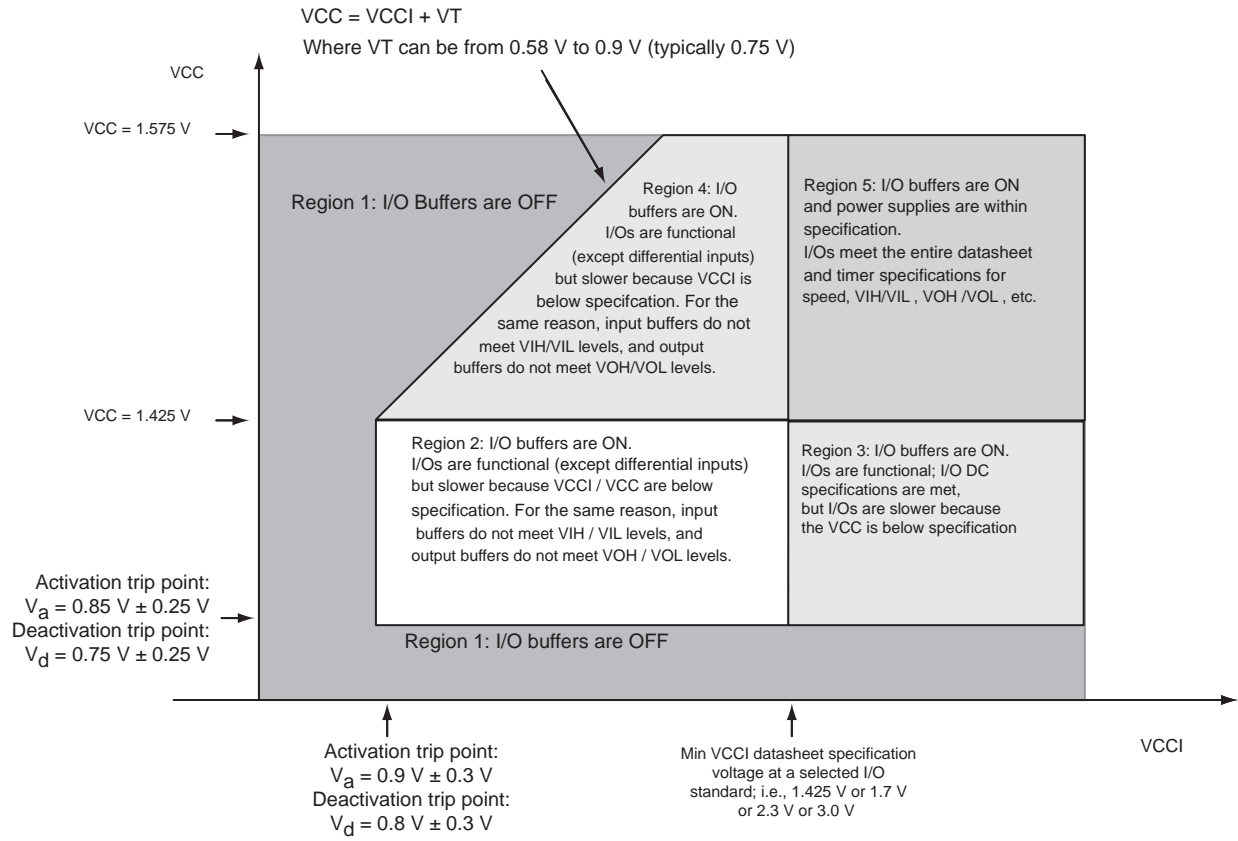 VCC = VCCI + VT
Where VT can be from 0.58 V to 0.9 V (typically 0.75 V)
VCC
VCC = 1.575 V
Region 1: I/O Buffers are OFF
Region 4: I/O
buffers are ON.
I/Os are functional
(except differential inputs)
but slower because VCCI is
below specifcation. For the
same reason, input buffers do not
meet VIH/VIL levels, and output
buffers do not meet VOH/VOL levels.
Region 5: I/O buffers are ON
and power supplies are within
specification.
I/Os meet the entire datasheet
and timer specifications for
speed, VIH/VIL , VOH /VOL , etc.
VCC = 1.425 V
Region 2: I/O buffers are ON.
I/Os are functional (except differential inputs)
but slower because VCCI / VCC are below
specification. For the same reason, input
buffers do not meet VIH / VIL levels, and
output buffers do not meet VOH / VOL levels.
Region 3: I/O buffers are ON.
I/Os are functional; I/O DC
specifications are met,
but I/Os are slower because
the VCC is below specification
Activation trip point:
Va = 0.85 V ± 0.25 V
Deactivation trip point:
Vd = 0.75 V ± 0.25 V
Region 1: I/O buffers are OFF
Activation trip point:
Va = 0.9 V ± 0.3 V
Deactivation trip point:
Vd = 0.8 V ± 0.3 V
Min VCCI datasheet specification
voltage at a selected I/O
standard; i.e., 1.425 V or 1.7 V
or 2.3 V or 3.0 V
VCCI